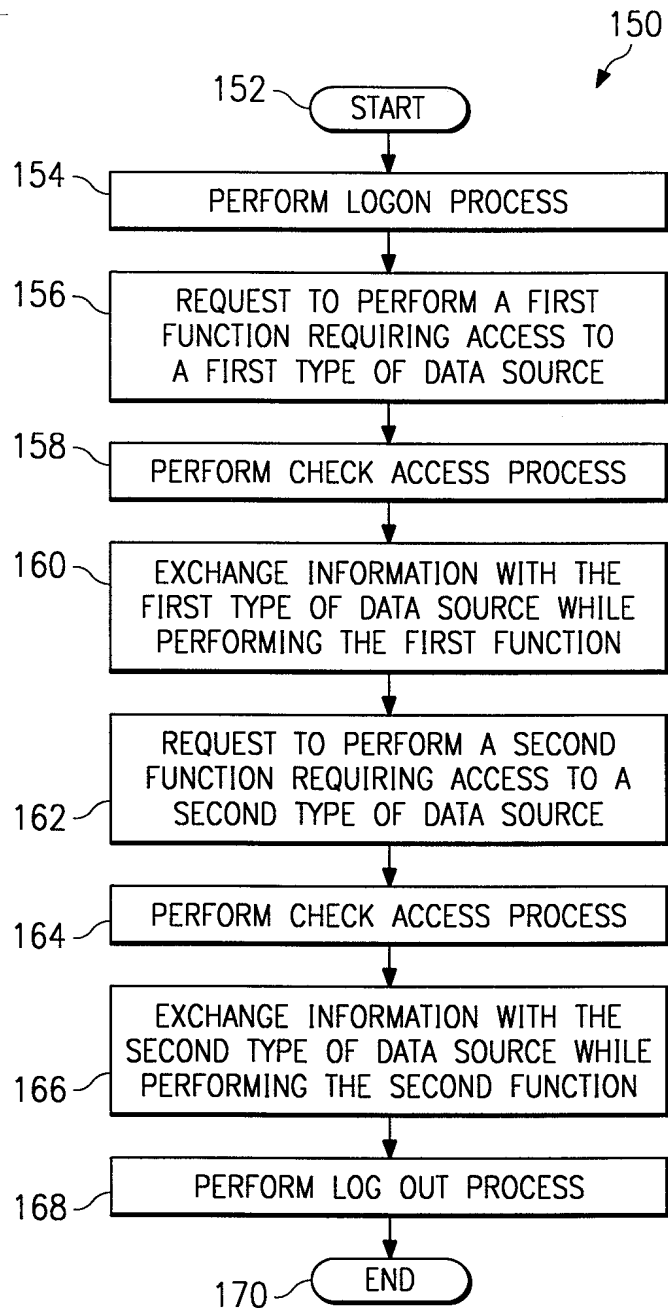 150
152
START
154
PERFORM LOGON PROCESS
156
REQUEST TO PERFORM A FIRST
FUNCTION REQUIRING ACCESS TO
A FIRST TYPE OF DATA SOURCE
158
PERFORM CHECK ACCESS PROCESS
160
EXCHANGE INFORMATION WITH THE
FIRST TYPE OF DATA SOURCE WHILE
PERFORMING THE FIRST FUNCTION
REQUEST TO PERFORM A SECOND
FUNCTION REQUIRING ACCESS TO A
SECOND TYPE OF DATA SOURCE
162
PERFORM CHECK ACCESS PROCESS
164
EXCHANGE INFORMATION WITH THE
SECOND TYPE OF DATA SOURCE WHILE
PERFORMING THE SECOND FUNCTION
166
PERFORM LOG OUT PROCESS
168
END
170